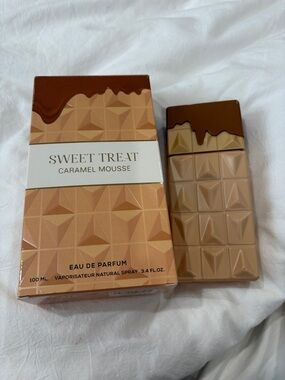 SWEET TREAT
CARAMEL MOUSSE
EAU DE PARFUM
100 ML. VAPORISATEUR NATURAL SPRAY. 3.4 FL.OZ.